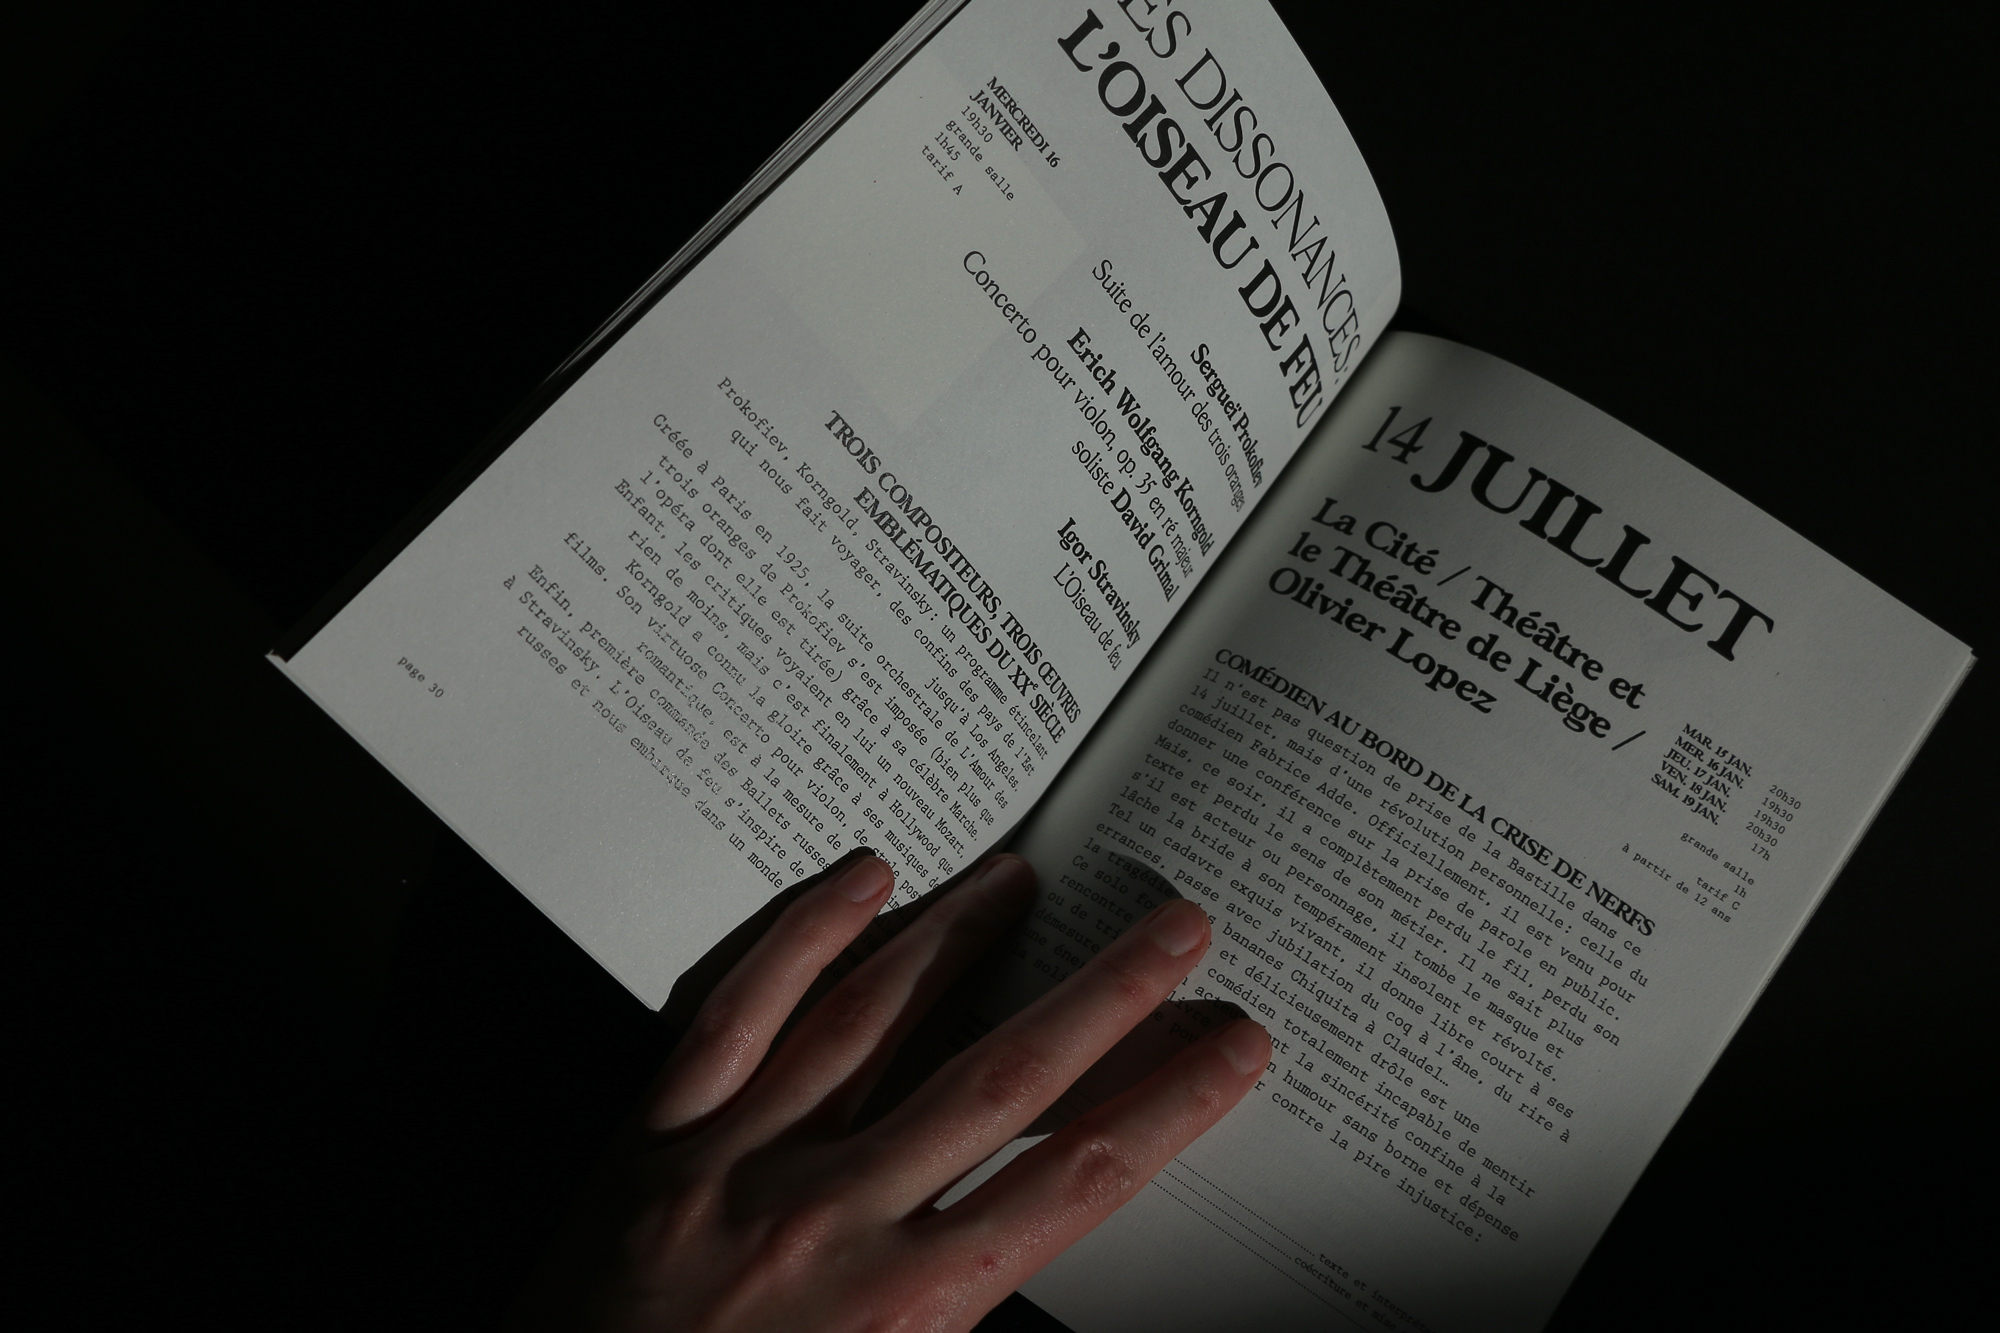 ES DISSONANCES:
L'OISEAU DE FEU
MERCREDI 16
JANVIER
19h30
grande salle
1h45
tarif A
Sergueï Prokofiev
Suite de l'amour des trois oranges
Erich Wolfgang Korngold
Concerto pour violon, op. 35 en ré majeur
soliste David Grimal
Igor Stravinsky
L'Oiseau de feu
TROIS COMPOSITEURS, TROIS ŒUVRES
EMBLÉMATIQUES DU XXe SIÈCLE
Prokofiev, Korngold, Stravinsky: un programme étincelant
qui nous fait voyager, des confins des pays de l'Est
jusqu'à Los Angeles.
Créée à Paris en 1925, la suite orchestrale de L'Amour des
trois oranges de Prokofiev s'est imposée (bien plus que
l'opéra dont elle est tirée) grâce à sa célèbre Marche.
Enfant, les critiques voyaient en lui un nouveau Mozart,
rien de moins, mais c'est finalement à Hollywood que
Korngold a connu la gloire grâce à ses musiques de
films. Son virtuose Concerto pour violon, de style post
romantique, est à la mesure de
Enfin, première commande des Ballets russes
à Stravinsky. L'Oiseau de feu s'inspire de
russes et nous embarque dans un monde
page 30
14 JUILLET
La Cité / Théâtre et
le Théâtre de Liège /
Olivier Lopez
MAR. 15 JAN. 20h30
MER. 16 JAN. 19h30
JEU. 17 JAN. 19h30
VEN. 18 JAN. 20h30
SAM. 19 JAN. 17h
grande salle
1h
tarif C
à partir de 12 ans
COMÉDIEN AU BORD DE LA CRISE DE NERFS
Il n'est pas question de prise de la Bastille dans ce
14 juillet, mais d'une révolution personnelle: celle du
comédien Fabrice Adde. Officiellement, il est venu pour
donner une conférence sur la prise de parole en public.
Mais, ce soir, il a complètement perdu le fil, perdu son
texte et perdu le sens de son métier. Il ne sait plus
s'il est acteur ou personnage, il tombe le masque et
lâche la bride à son tempérament insolent et révolté.
Tel un cadavre exquis vivant, il donne libre court à ses
errances, passe avec jubilation du coq à l'âne, du rire à
la tragédie bananes Chiquita à Claudel…
Ce solo et délicieusement drôle est une
rencontre comédien totalement incapable de mentir
ou de la sincérité confine à la
démesure humour sans borne et dépense
une contre la pire injustice:
texte et
coécriture et